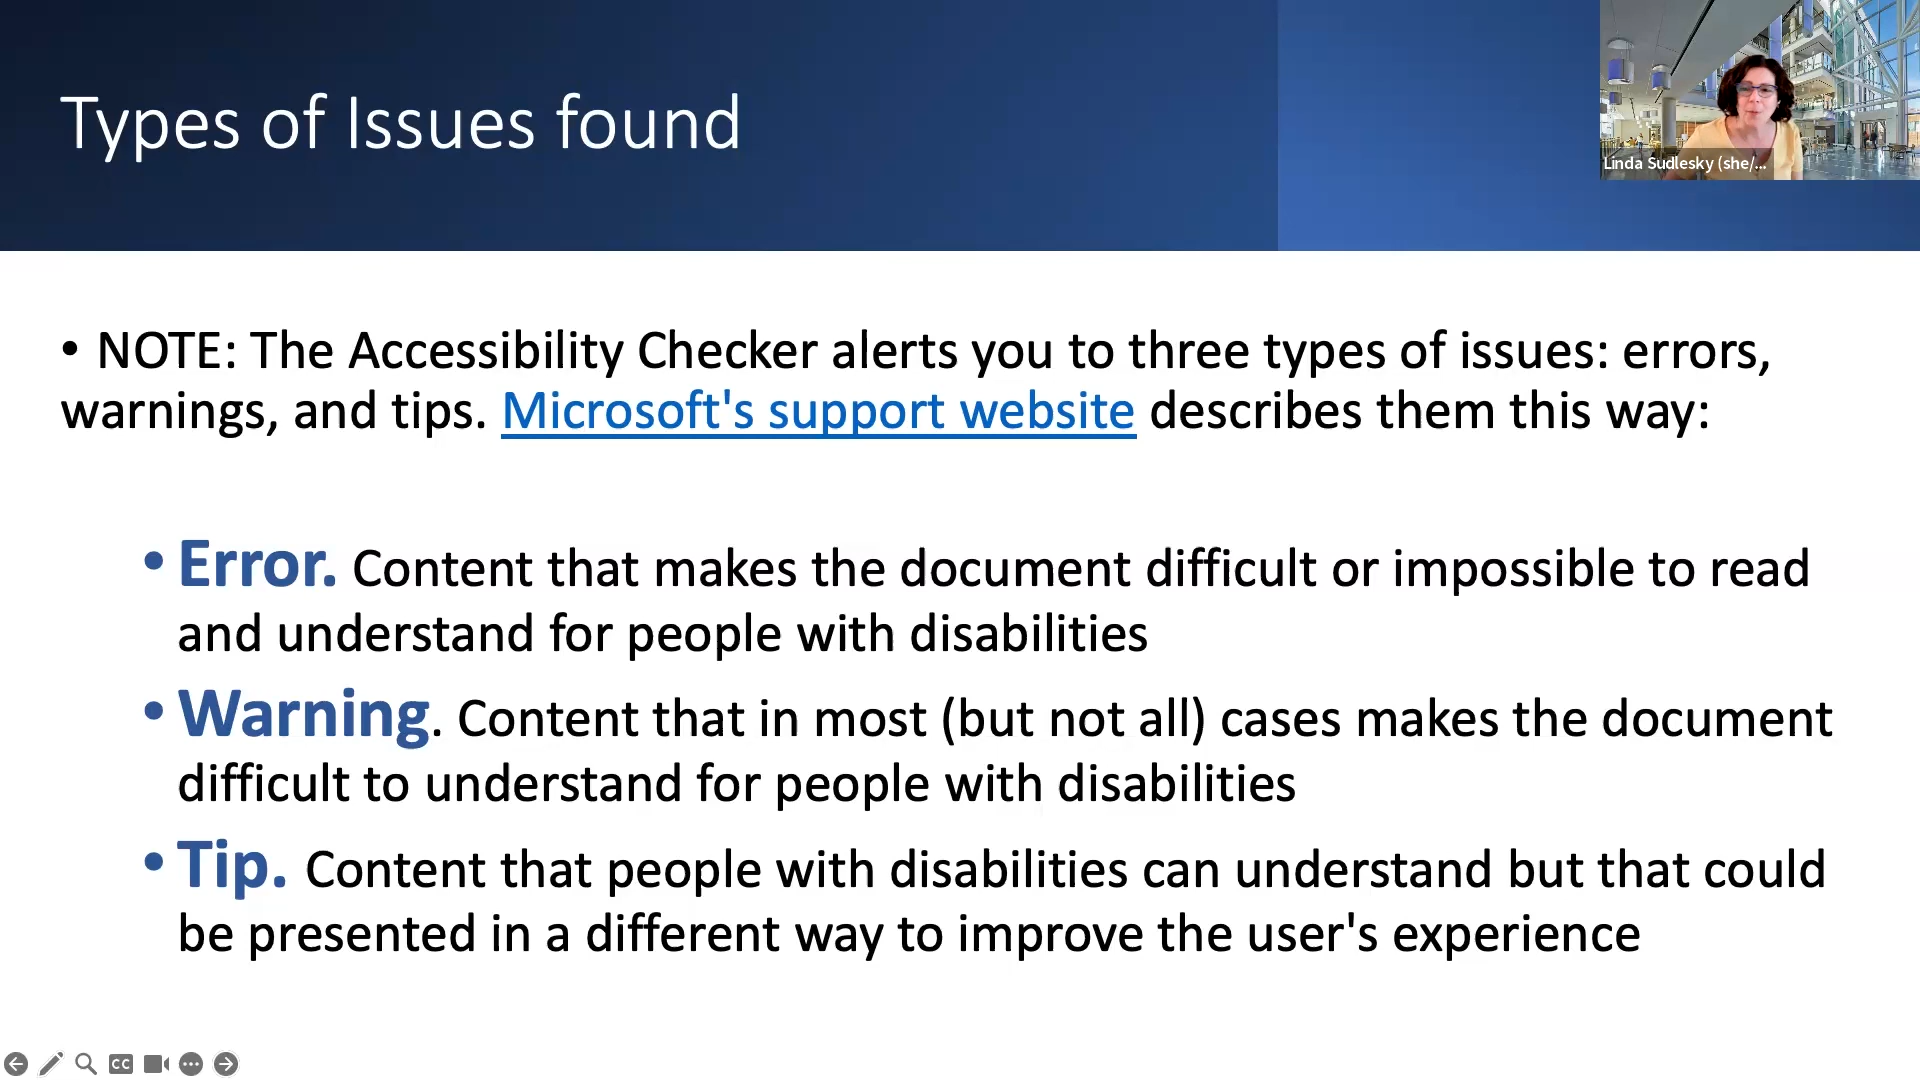 Types of Issues found
Linda Sudlesky (she/...
• NOTE: The Accessibility Checker alerts you to three types of issues: errors,
warnings, and tips. Microsoft's support website describes them this way:
• Error. Content that makes the document difficult or impossible to read
and understand for people with disabilities
• Warning. Content that in most (but not all) cases makes the document
difficult to understand for people with disabilities
• Tip. Content that people with disabilities can understand but that could
be presented in a different way to improve the user's experience
CC